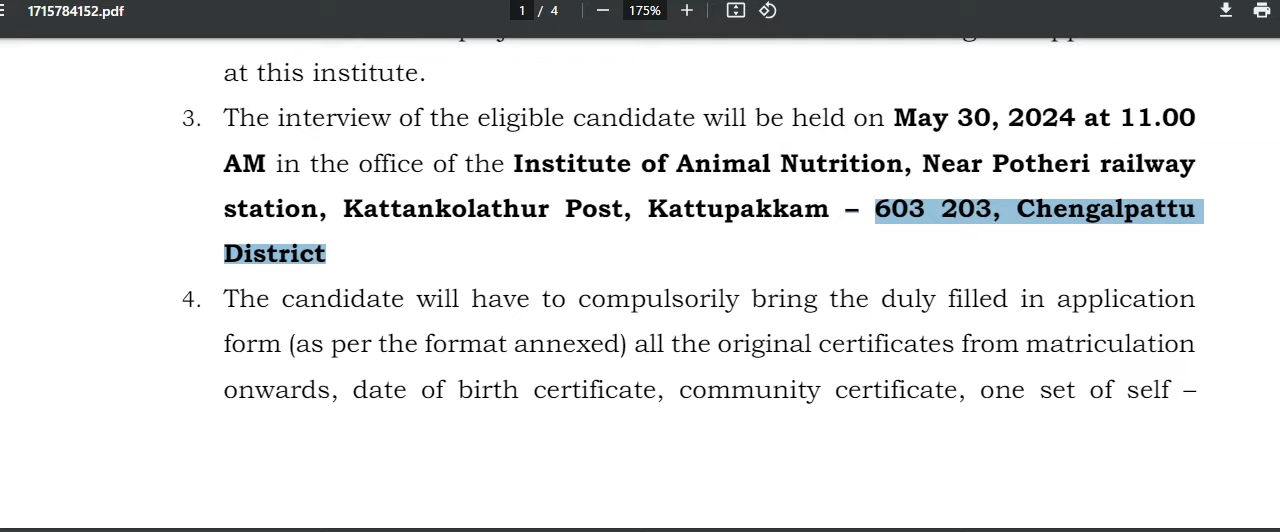 1715784152.pdf
1 / 4
175%
at this institute.
3. The interview of the eligible candidate will be held on May 30, 2024 at 11.00
AM in the office of the Institute of Animal Nutrition, Near Potheri railway
station, Kattankolathur Post, Kattupakkam – 603 203, Chengalpattu
District
4. The candidate will have to compulsorily bring the duly filled in application
form (as per the format annexed) all the original certificates from matriculation
onwards, date of birth certificate, community certificate, one set of self –